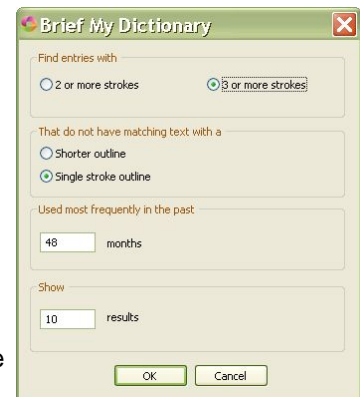 Brief My Dictionary
Find entries with
2 or more strokes 3 or more strokes
That do not have matching text with a
Shorter outline
Single stroke outline
Used most frequently in the past
48 months
Show
10 results
e
OK Cancel